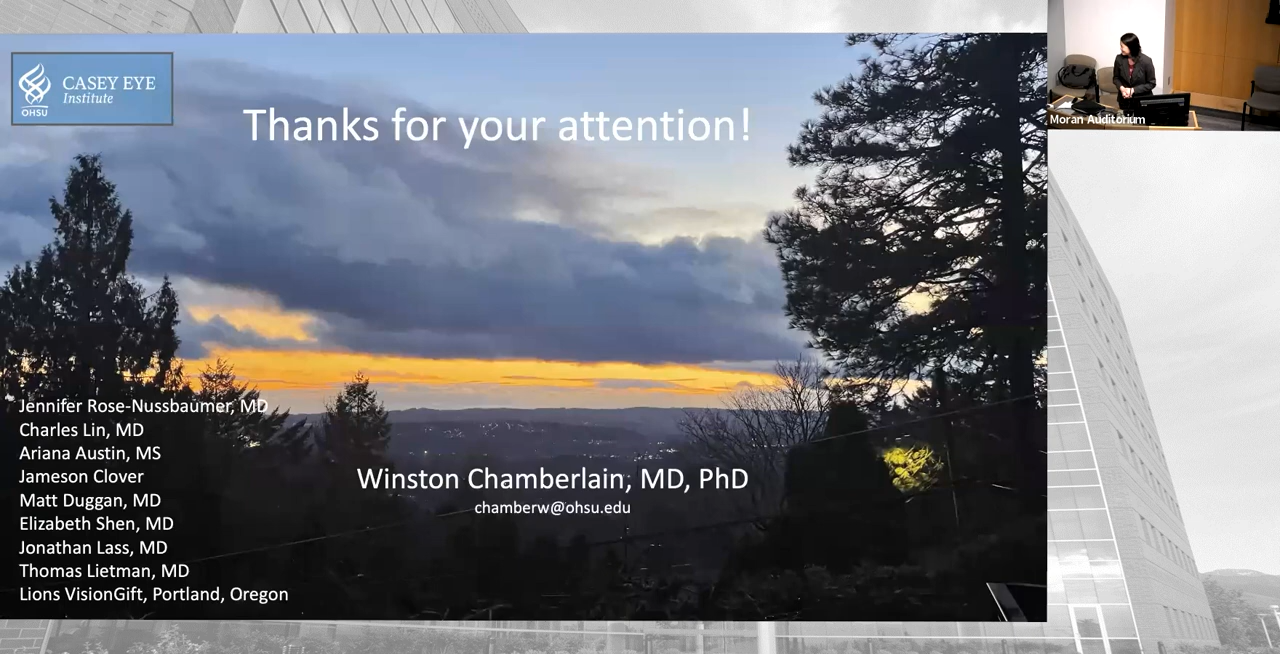 CASEY EYE
Institute
OHSU
Thanks for your attention!
Moran Auditorium
Jennifer Rose-Nussbaumer, MD
Charles Lin, MD
Ariana Austin, MS
Jameson Clover
Matt Duggan, MD
Elizabeth Shen, MD
Jonathan Lass, MD
Thomas Lietman, MD
Lions VisionGift, Portland, Oregon
Winston Chamberlain, MD, PhD
chamberw@ohsu.edu